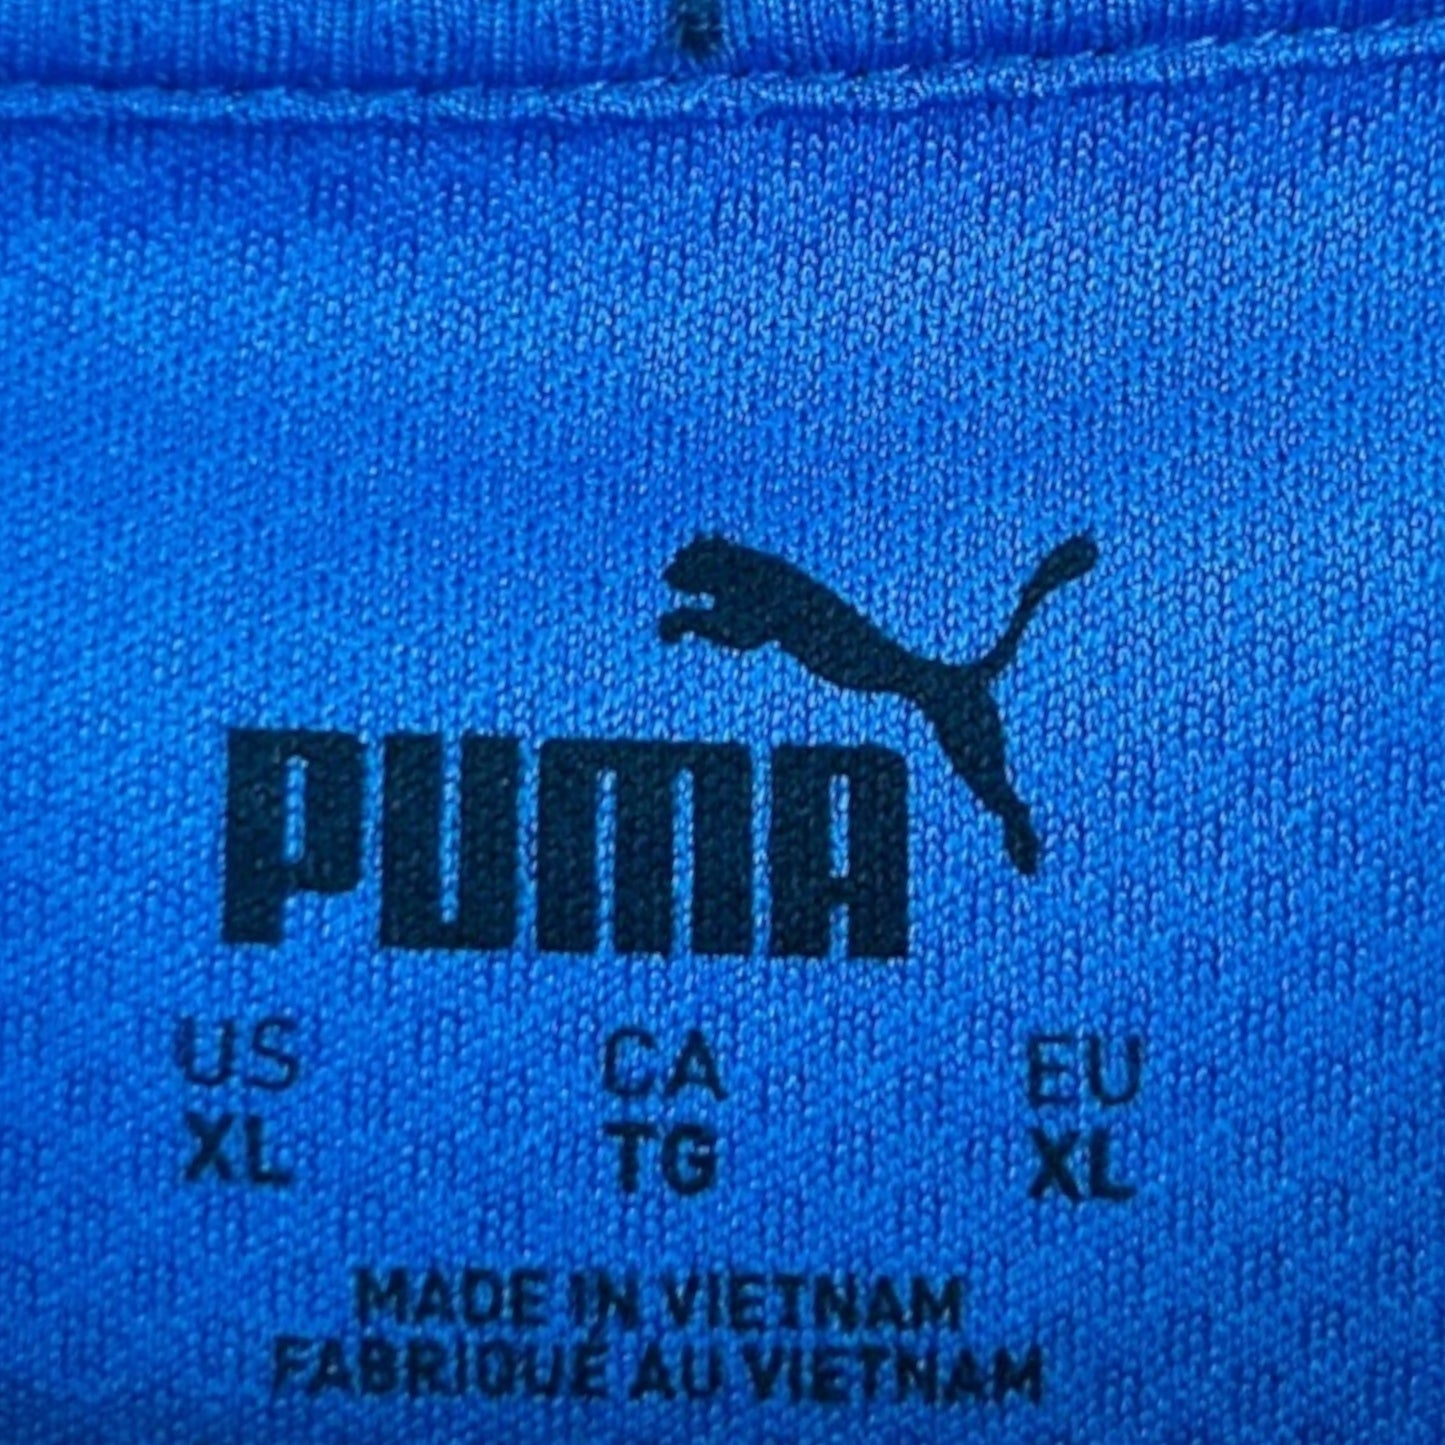 PUMA
US CA EU
XL TG XL
MADE IN VIETNAM
FABRIQUÉ AU VIETNAM